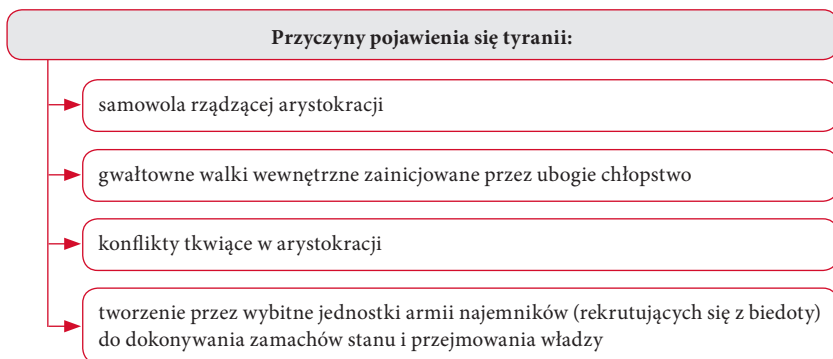 Przyczyny pojawienia się tyranii:
samowola rządzącej arystokracji
gwałtowne walki wewnętrzne zainicjowane przez ubogie chłopstwo
konflikty tkwiące w arystokracji
tworzenie przez wybitne jednostki armii najemników (rekrutujących się z biedoty)
do dokonywania zamachów stanu i przejmowania władzy